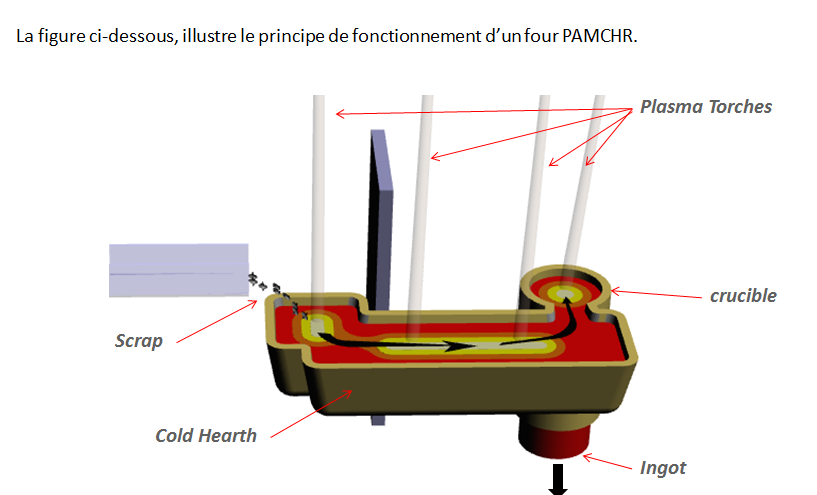 La figure ci-dessous, illustre le principe de fonctionnement d'un four PAMCHR.
Plasma Torches
crucible
Scrap
Cold Hearth
Ingot